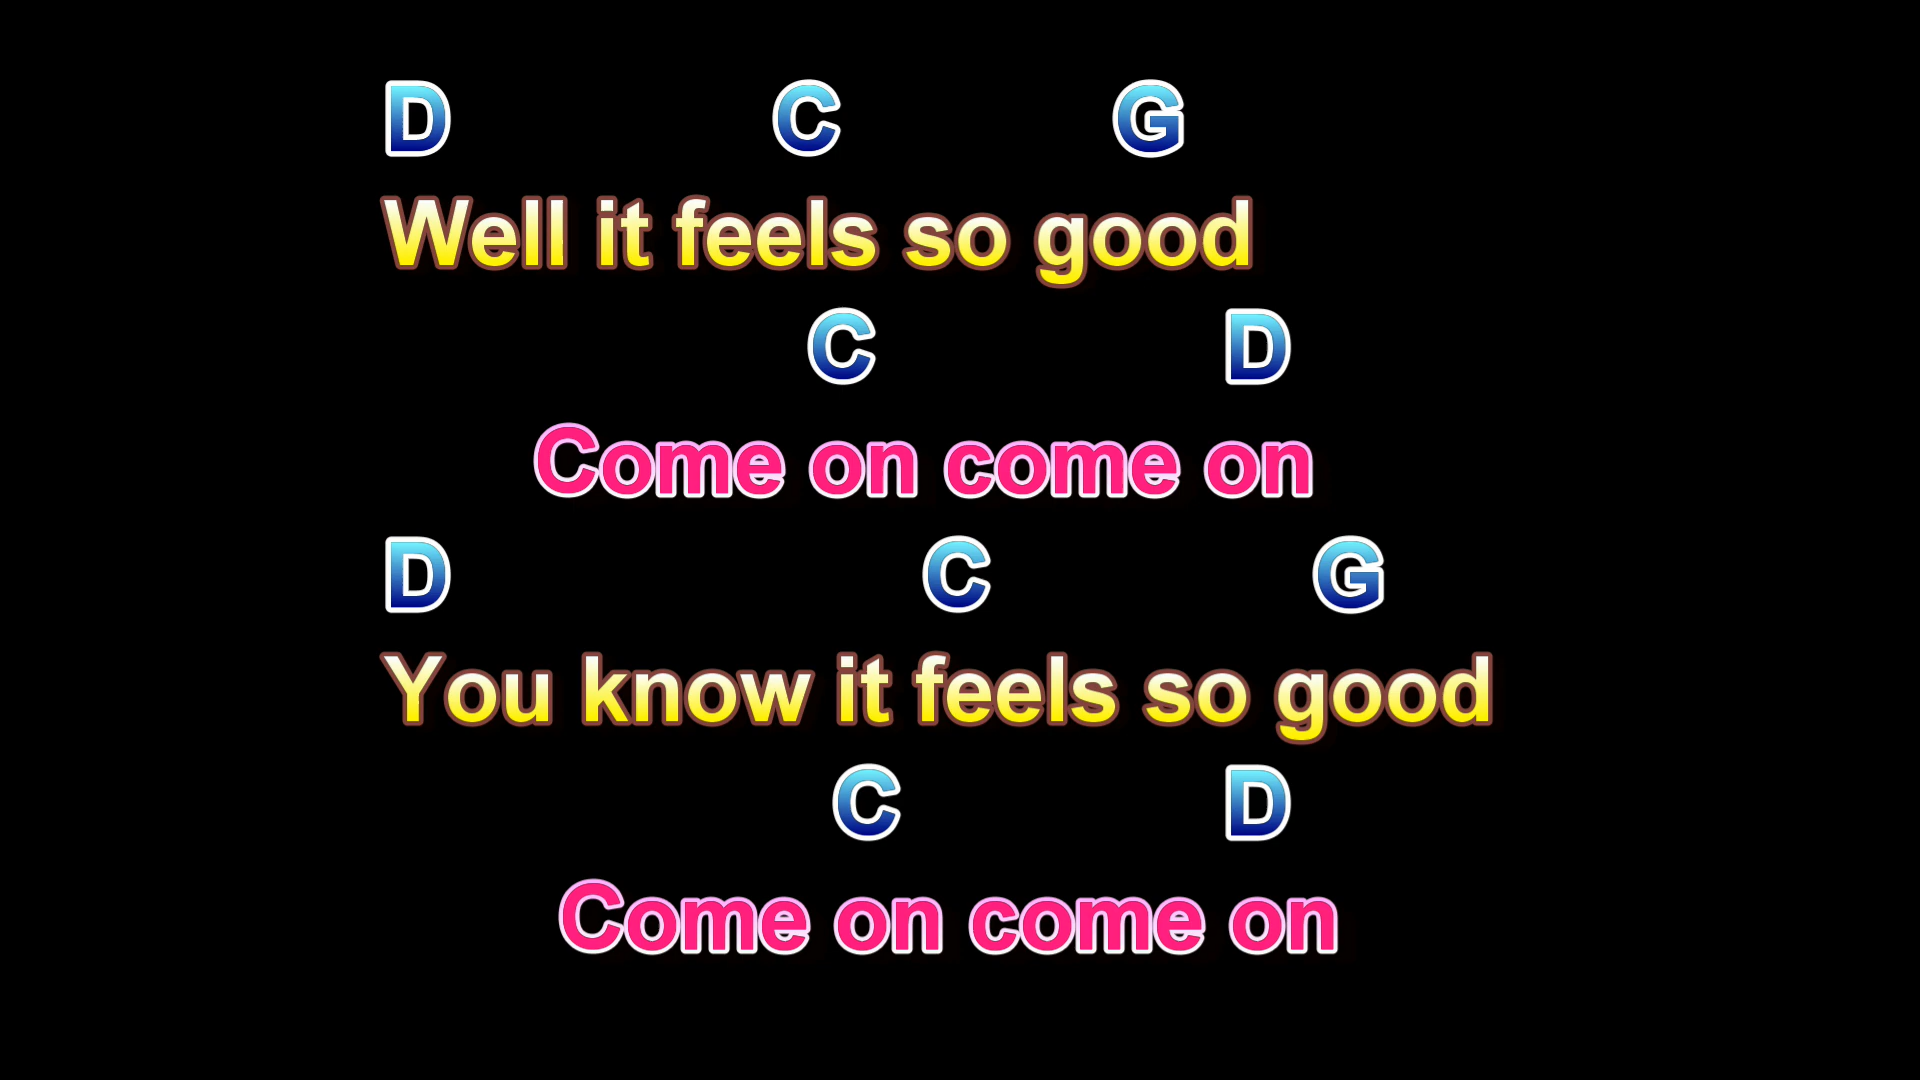 D C G
Well it feels so good
C D
Come on come on
D C G
You know it feels so good
C D
Come on come on